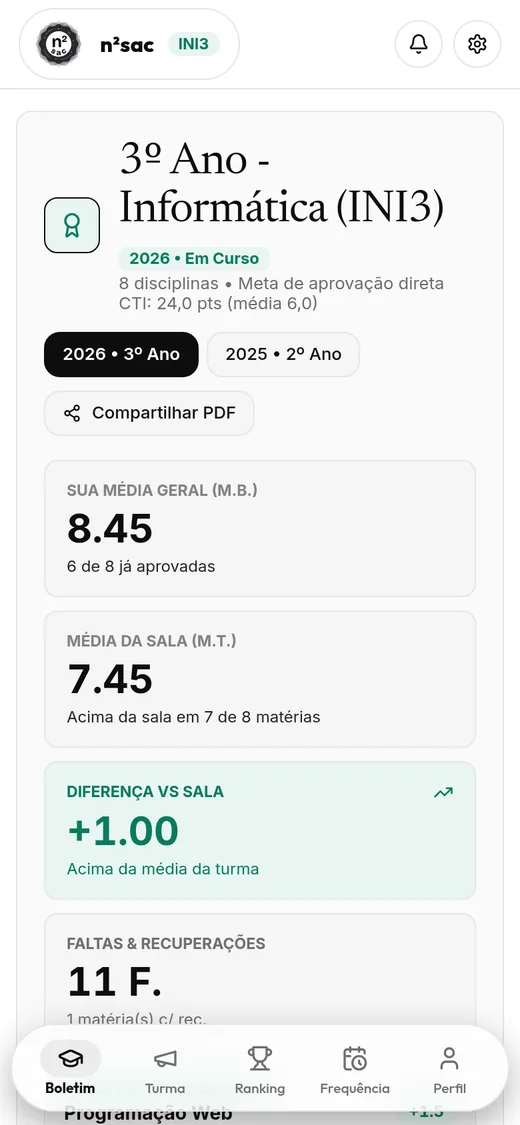 n²
sac
n²sac
INI3
3º Ano -
Informática (INI3)
2026 • Em Curso
8 disciplinas • Meta de aprovação direta
CTI: 24,0 pts (média 6,0)
2026 • 3º Ano
2025 • 2º Ano
Compartilhar PDF
SUA MÉDIA GERAL (M.B.)
8.45
6 de 8 já aprovadas
MÉDIA DA SALA (M.T.)
7.45
Acima da sala em 7 de 8 matérias
DIFERENÇA VS SALA
+1.00
Acima da média da turma
FALTAS & RECUPERAÇÕES
11 F.
1 matéria(s) c/ rec.
Boletim
Turma
Ranking
Frequência
Perfil
Programação Web
+1.5